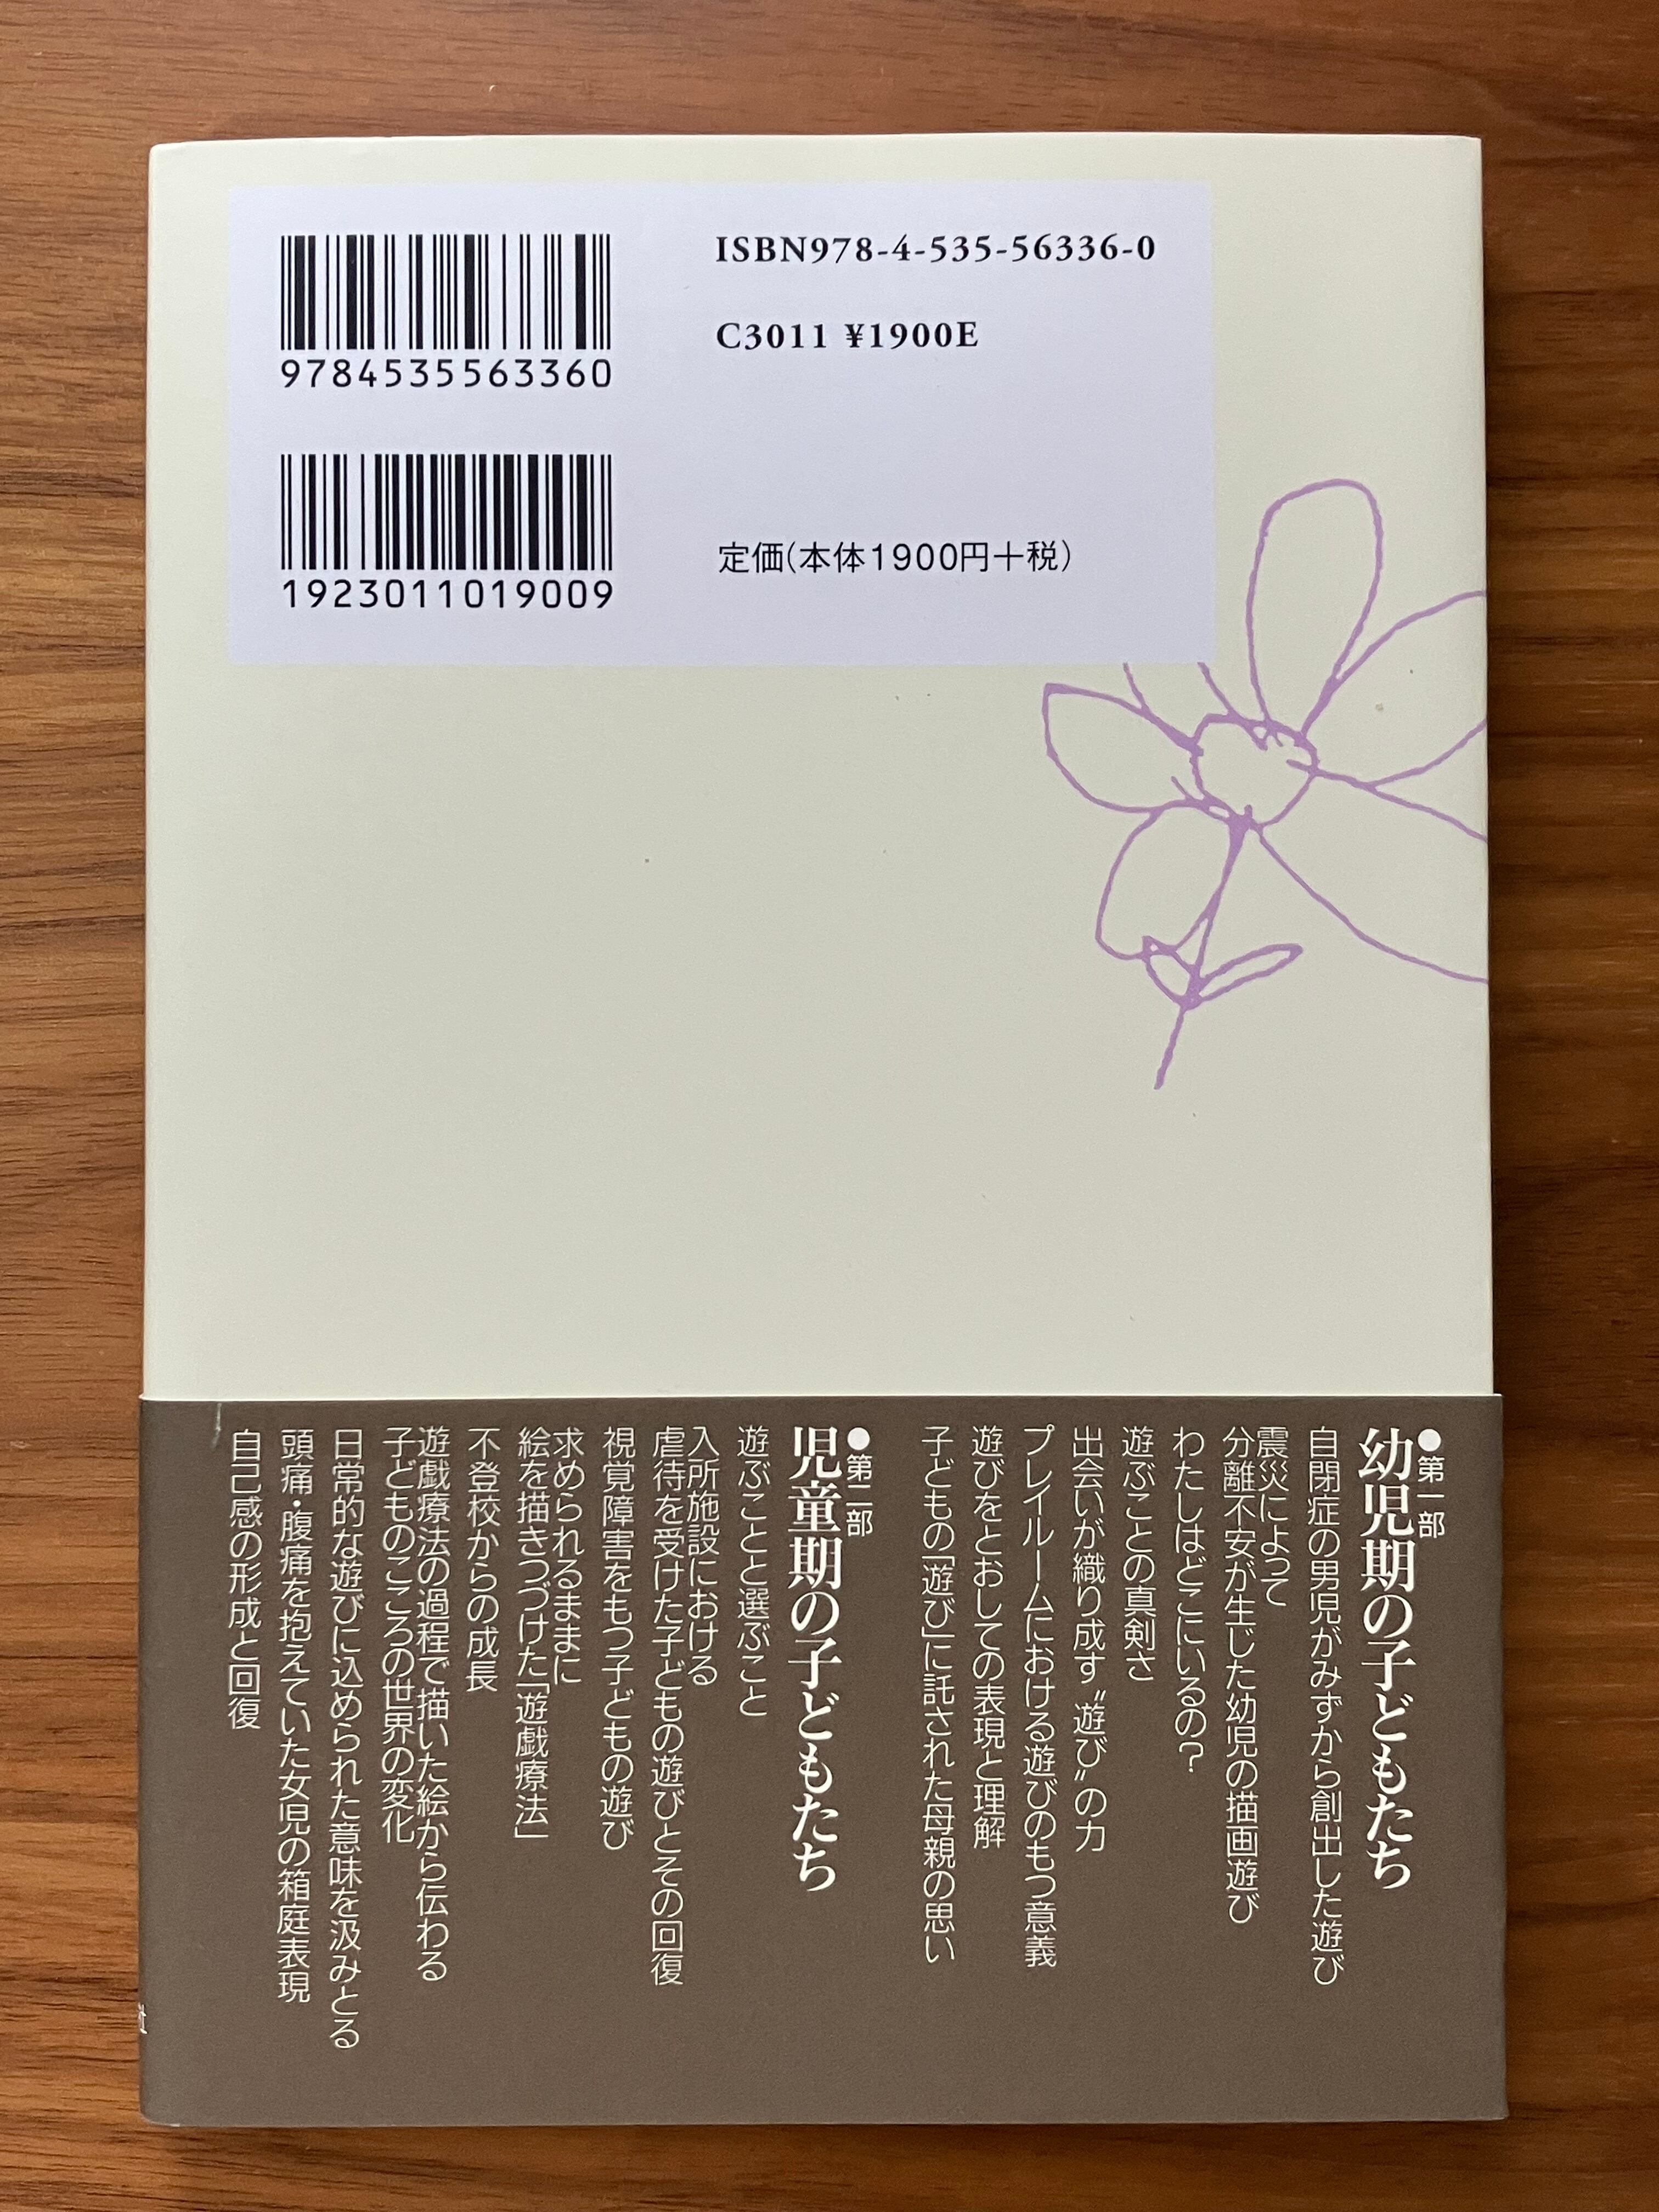 ISBN978-4-535-56336-0
C3011 ¥1900E
9784535563360
1923011019009
定価(本体1900円+税)
●第一部
幼児期の子どもたち
自閉症の男児がみずから創出した遊び
震災によって
分離不安が生じた幼児の描画遊び
わたしはどこにいるの?
遊ぶことの真剣さ
出会いが織り成す〝遊び〟の力
プレイルームにおける遊びのもつ意義
遊びをとおしての表現と理解
子どもの「遊び」に託された母親の思い
●第二部
児童期の子どもたち
遊ぶことと選ぶこと
入所施設における
虐待を受けた子どもの遊びとその回復
視覚障害をもつ子どもの遊び
求められるままに
絵を描きつづけた「遊戯療法」
不登校からの成長
遊戯療法の過程で描いた絵から伝わる
子どものこころの世界の変化
日常的な遊びに込められた意味を汲みとる
頭痛・腹痛を抱えていた女児の箱庭表現
自己感の形成と回復